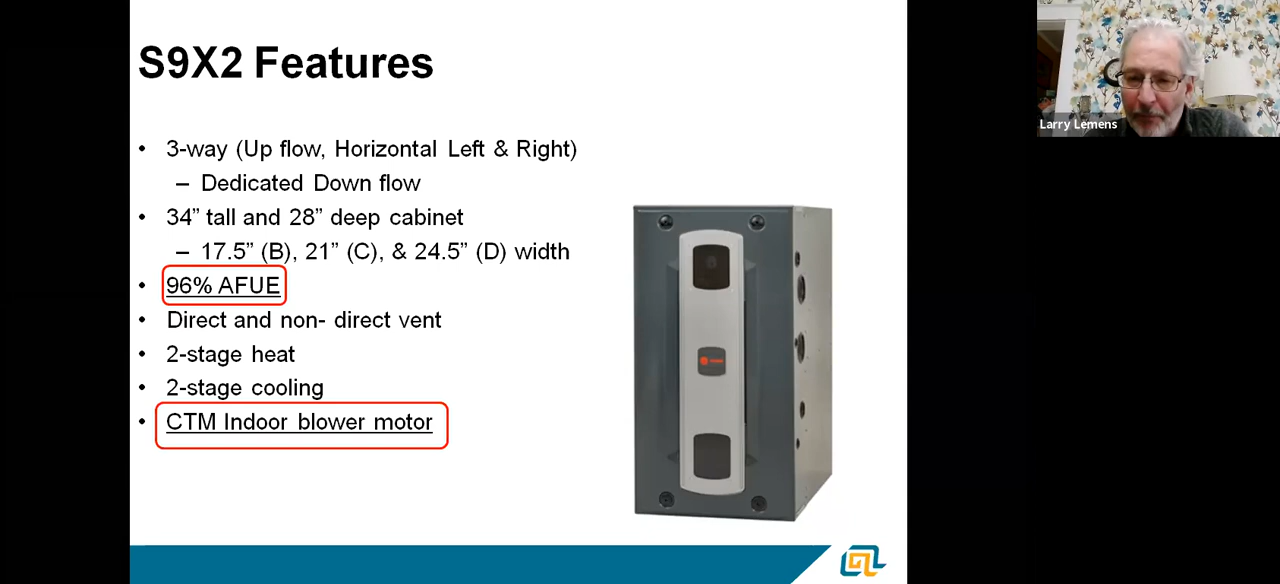 S9X2 Features
• 3-way (Up flow, Horizontal Left & Right)
– Dedicated Down flow
• 34” tall and 28” deep cabinet
– 17.5” (B), 21” (C), & 24.5” (D) width
• 96% AFUE
• Direct and non- direct vent
• 2-stage heat
• 2-stage cooling
• CTM Indoor blower motor
Larry Lemens